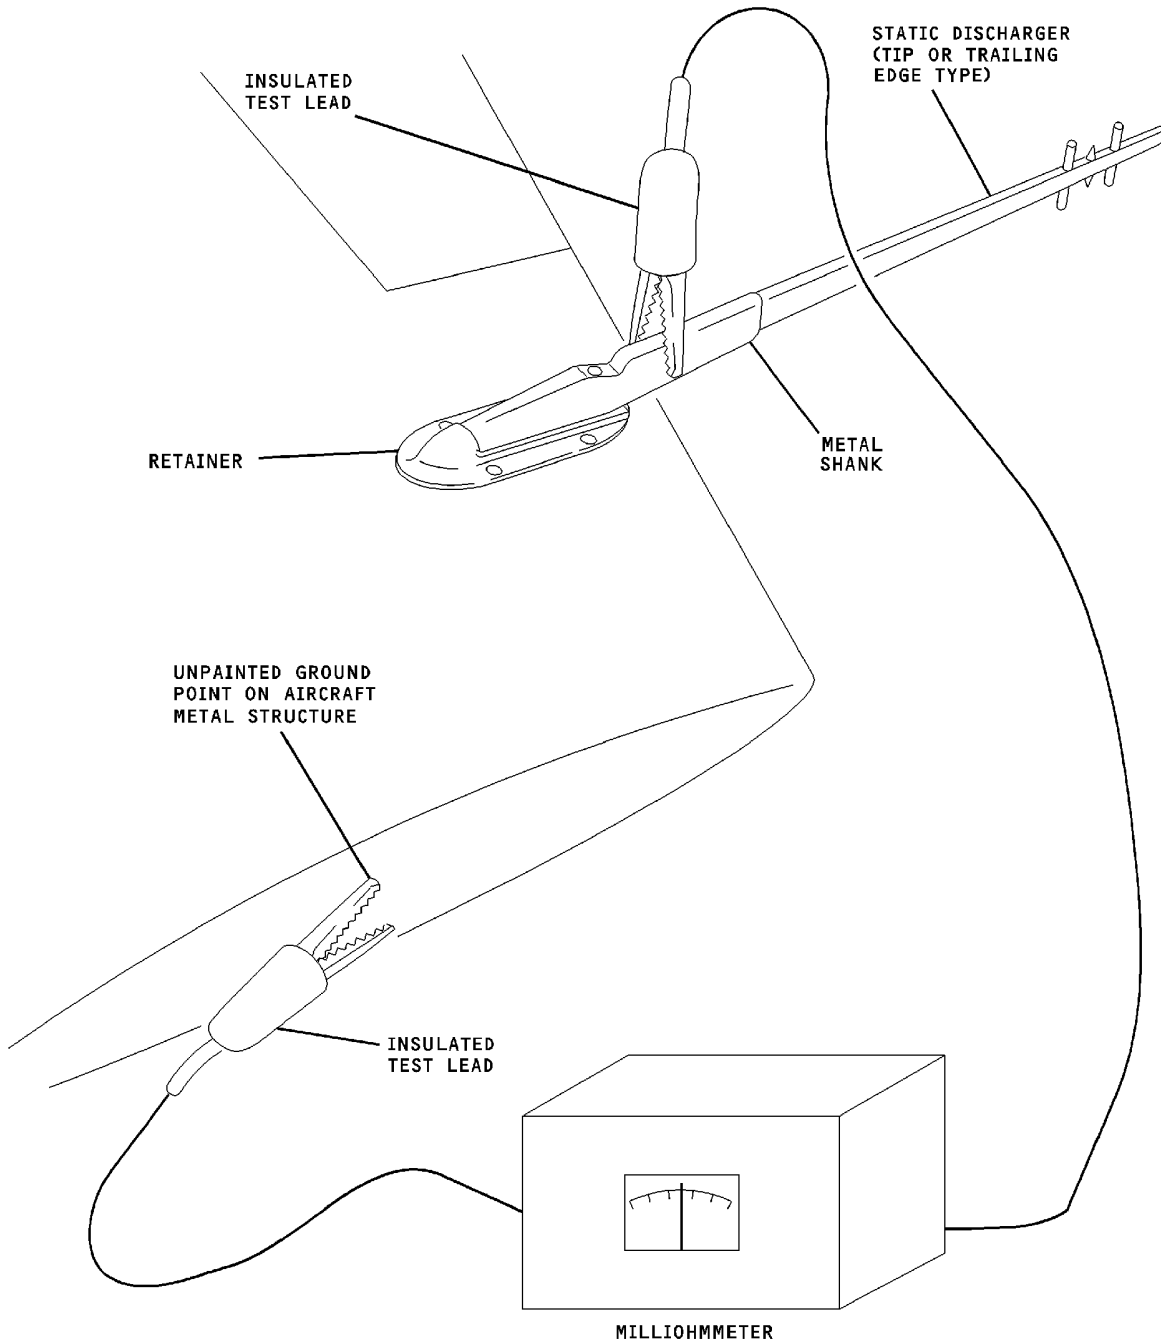 STATIC DISCHARGER
(TIP OR TRAILING
EDGE TYPE)
INSULATED
TEST LEAD
METAL
SHANK
RETAINER
UNPAINTED GROUND
POINT ON AIRCRAFT
METAL STRUCTURE
INSULATED
TEST LEAD
MILLIOHMMETER